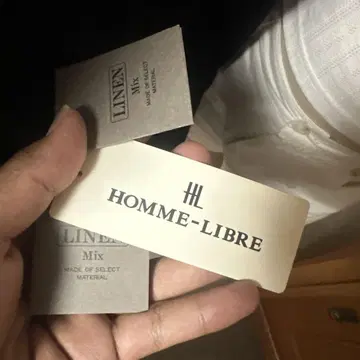 LINEN
Mix
MADE OF SELECT
MATERIAL
HL
HOMME-LIBRE
LINEN
Mix
MADE OF SELECT
MATERIAL